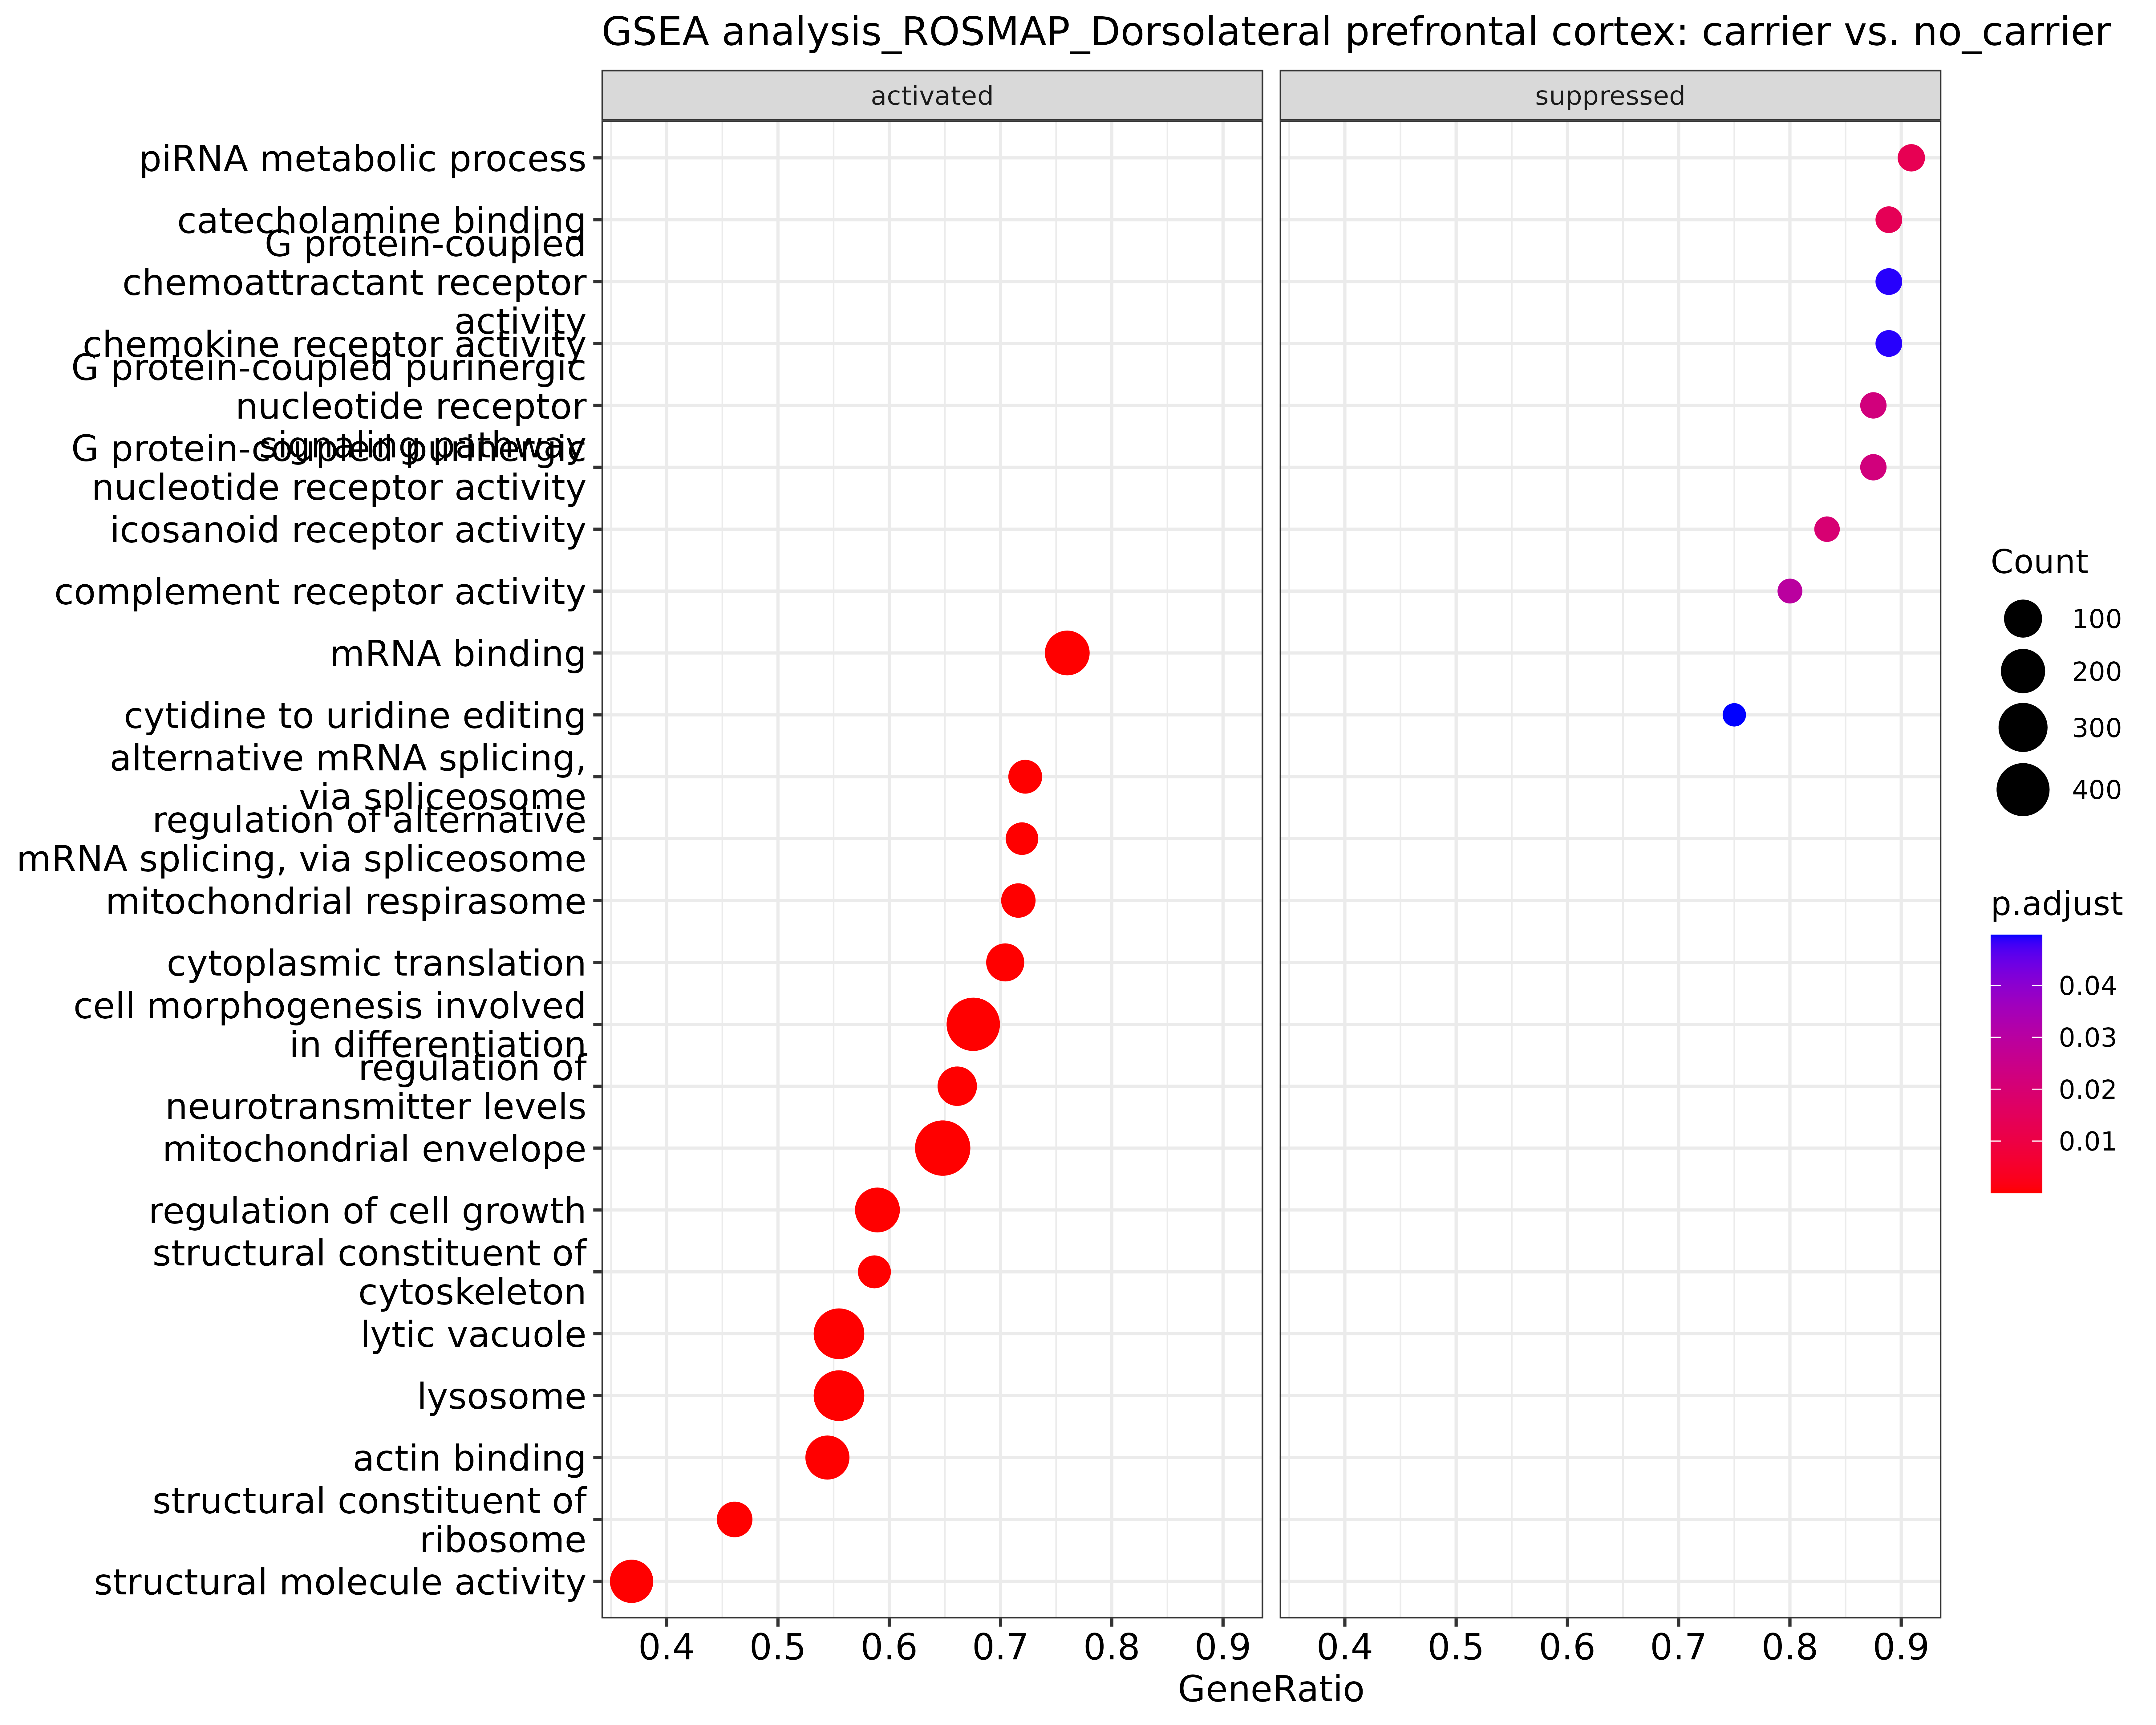 GSEA analysis_ROSMAP_Dorsolateral prefrontal cortex: carrier vs. no_carrier
activated
suppressed
piRNA metabolic process
catecholamine binding
G protein-coupled
chemoattractant receptor
activity
chemokine receptor activity
G protein-coupled purinergic
nucleotide receptor
signaling pathway
G protein-coupled purinergic
nucleotide receptor activity
icosanoid receptor activity
complement receptor activity
mRNA binding
cytidine to uridine editing
alternative mRNA splicing,
via spliceosome
regulation of alternative
mRNA splicing, via spliceosome
mitochondrial respirasome
cytoplasmic translation
cell morphogenesis involved
in differentiation
regulation of
neurotransmitter levels
mitochondrial envelope
regulation of cell growth
structural constituent of
cytoskeleton
lytic vacuole
lysosome
actin binding
structural constituent of
ribosome
structural molecule activity
0.4 0.5 0.6 0.7 0.8 0.9
0.4 0.5 0.6 0.7 0.8 0.9
GeneRatio
Count
100
200
300
400
p.adjust
0.04
0.03
0.02
0.01